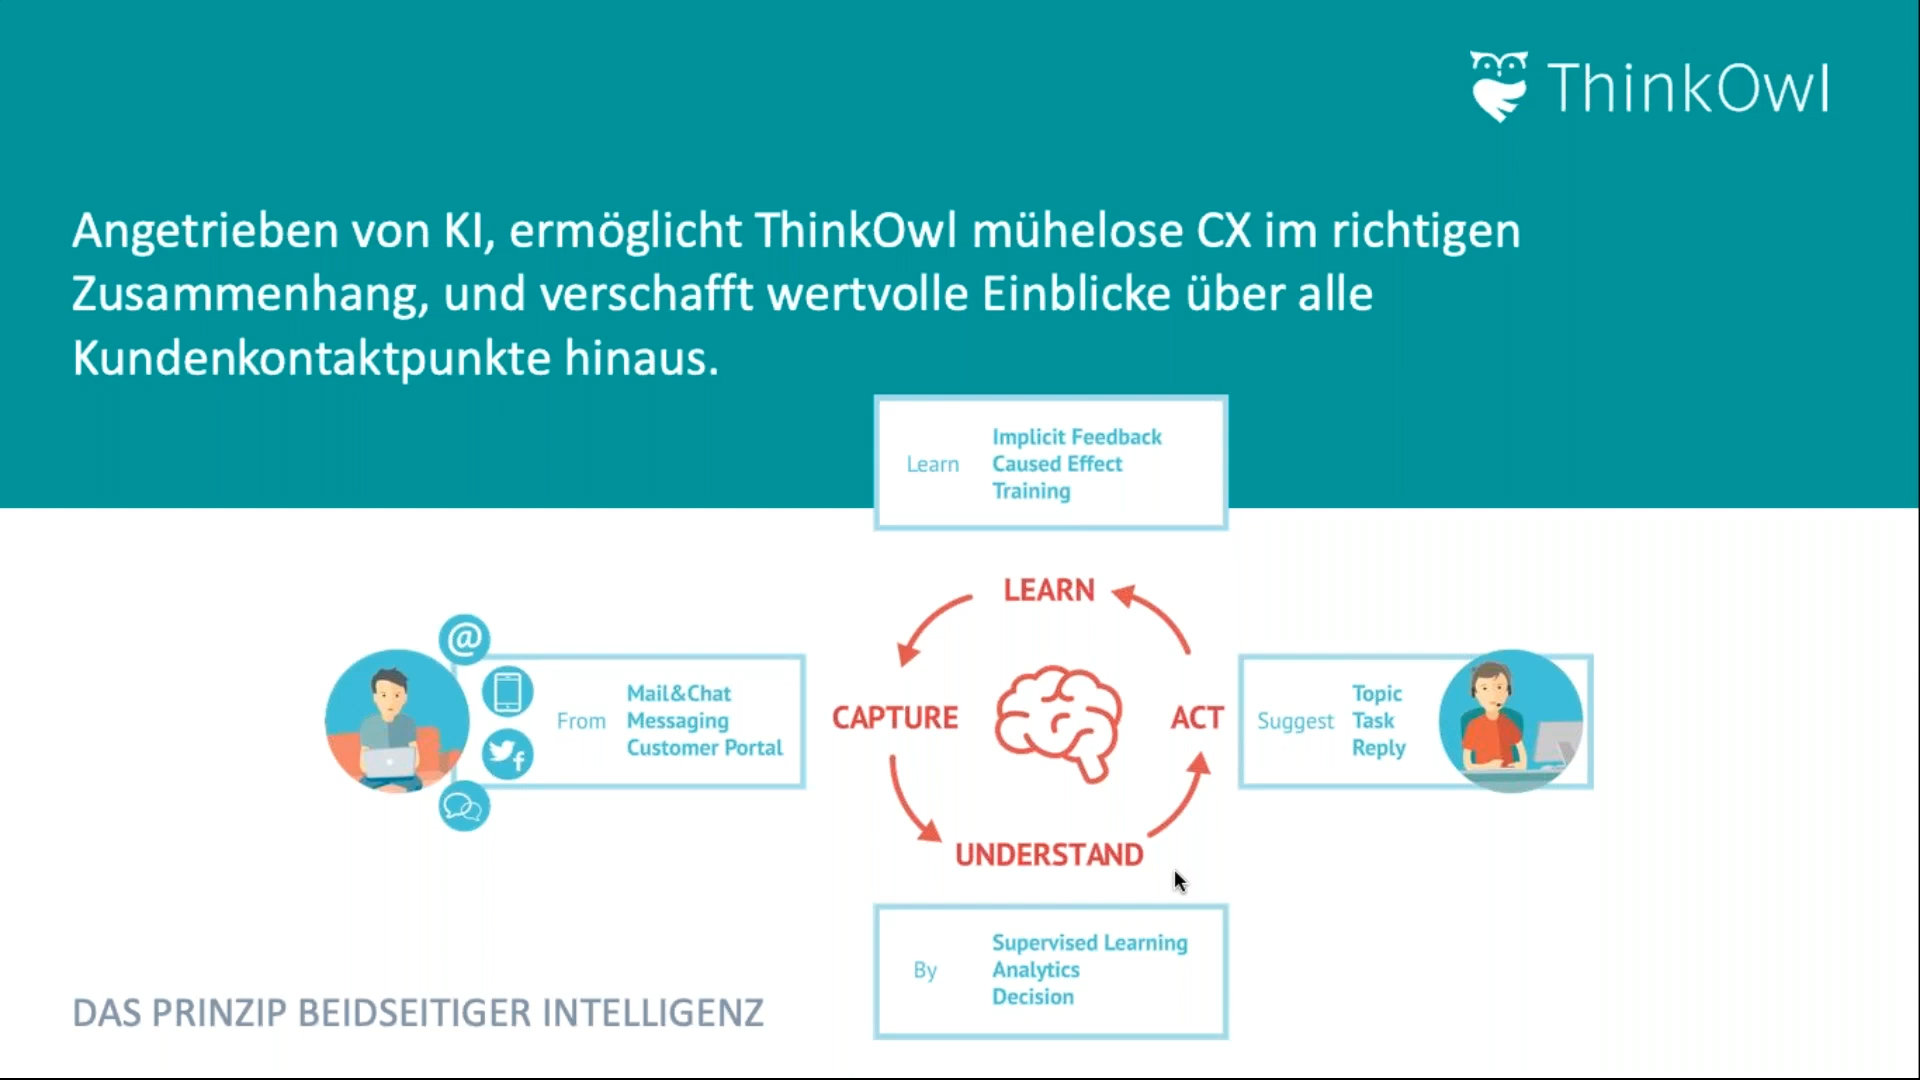 ThinkOwl
Angetrieben von KI, ermöglicht ThinkOwl mühelose CX im richtigen
Zusammenhang, und verschafft wertvolle Einblicke über alle
Kundenkontaktpunkte hinaus.
Learn
Implicit Feedback
Caused Effect
Training
LEARN
@
From
Mail&Chat
Messaging
Customer Portal
CAPTURE
ACT
Suggest
Topic
Task
Reply
UNDERSTAND
By
Supervised Learning
Analytics
Decision
DAS PRINZIP BEIDSEITIGER INTELLIGENZ